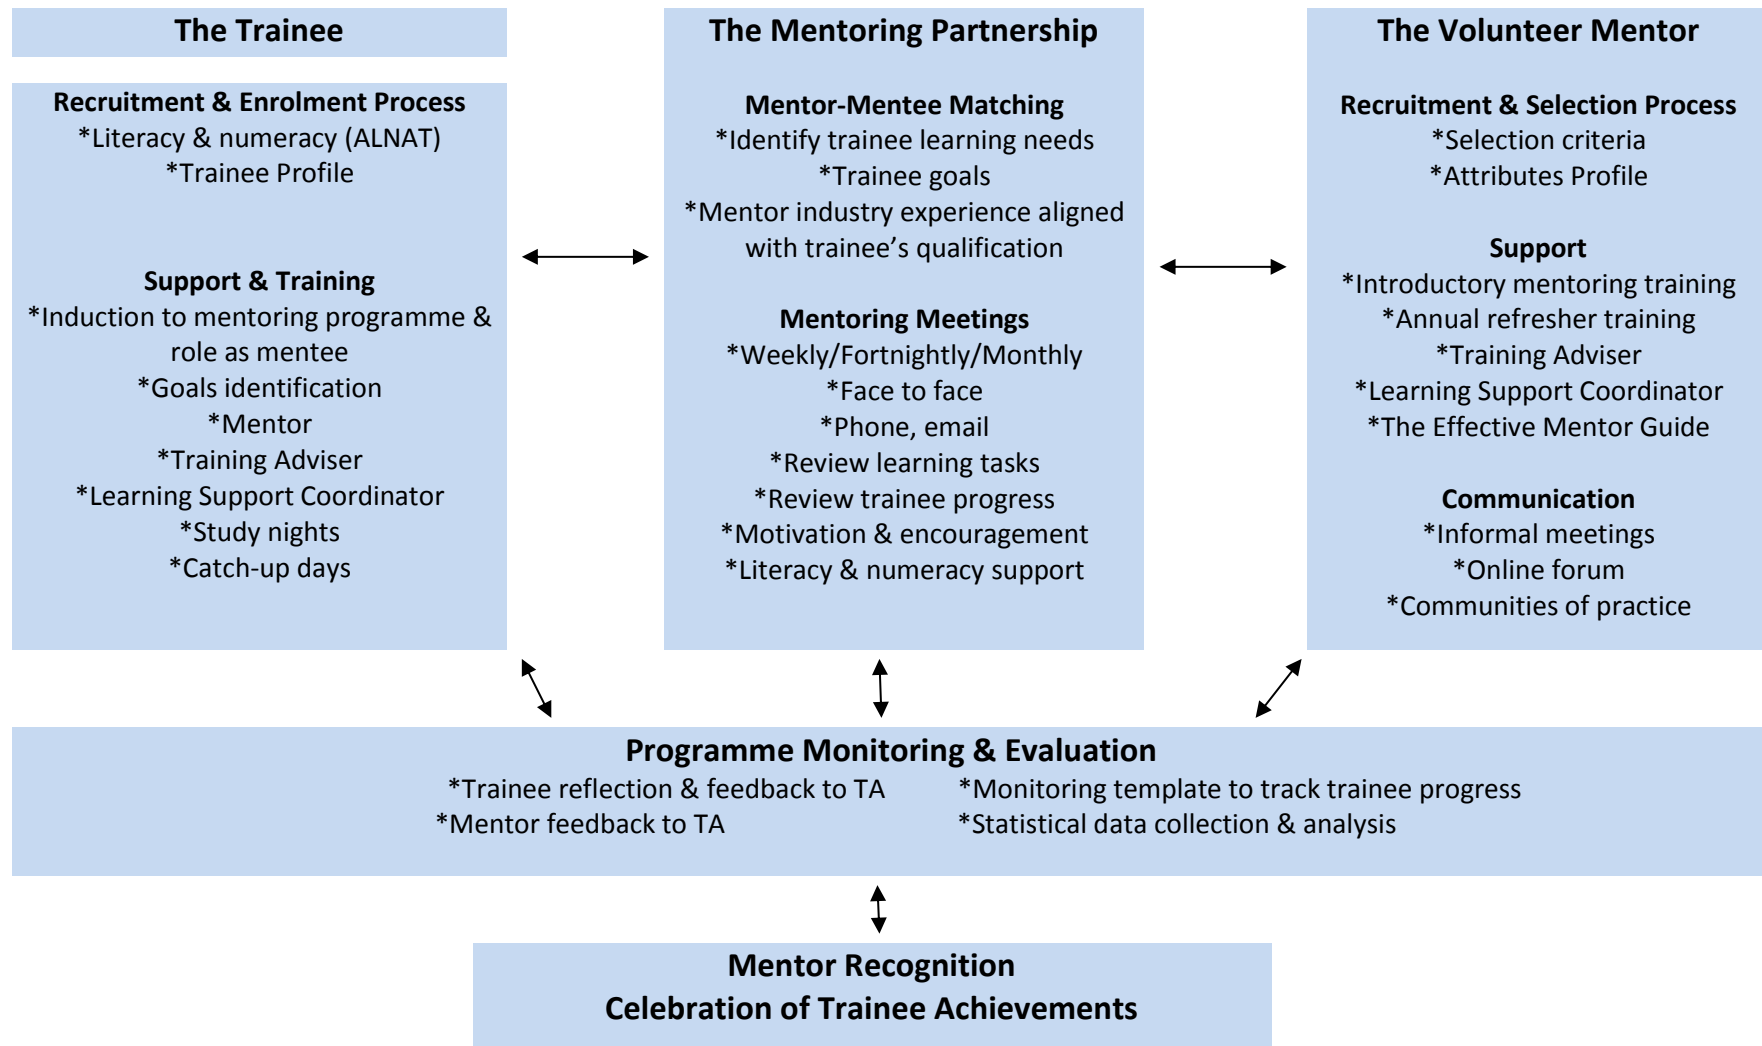 The Trainee
Recruitment & Enrolment Process
*Literacy & numeracy (ALNAT)
*Trainee Profile
Support & Training
*Induction to mentoring programme &
role as mentee
*Goals identification
*Mentor
*Training Adviser
*Learning Support Coordinator
*Study nights
*Catch-up days
The Mentoring Partnership
Mentor-Mentee Matching
*Identify trainee learning needs
*Trainee goals
*Mentor industry experience aligned
with trainee’s qualification
Mentoring Meetings
*Weekly/Fortnightly/Monthly
*Face to face
*Phone, email
*Review learning tasks
*Review trainee progress
*Motivation & encouragement
*Literacy & numeracy support
The Volunteer Mentor
Recruitment & Selection Process
*Selection criteria
*Attributes Profile
Support
*Introductory mentoring training
*Annual refresher training
*Training Adviser
*Learning Support Coordinator
*The Effective Mentor Guide
Communication
*Informal meetings
*Online forum
*Communities of practice
Programme Monitoring & Evaluation
*Trainee reflection & feedback to TA *Monitoring template to track trainee progress
*Mentor feedback to TA *Statistical data collection & analysis
Mentor Recognition
Celebration of Trainee Achievements